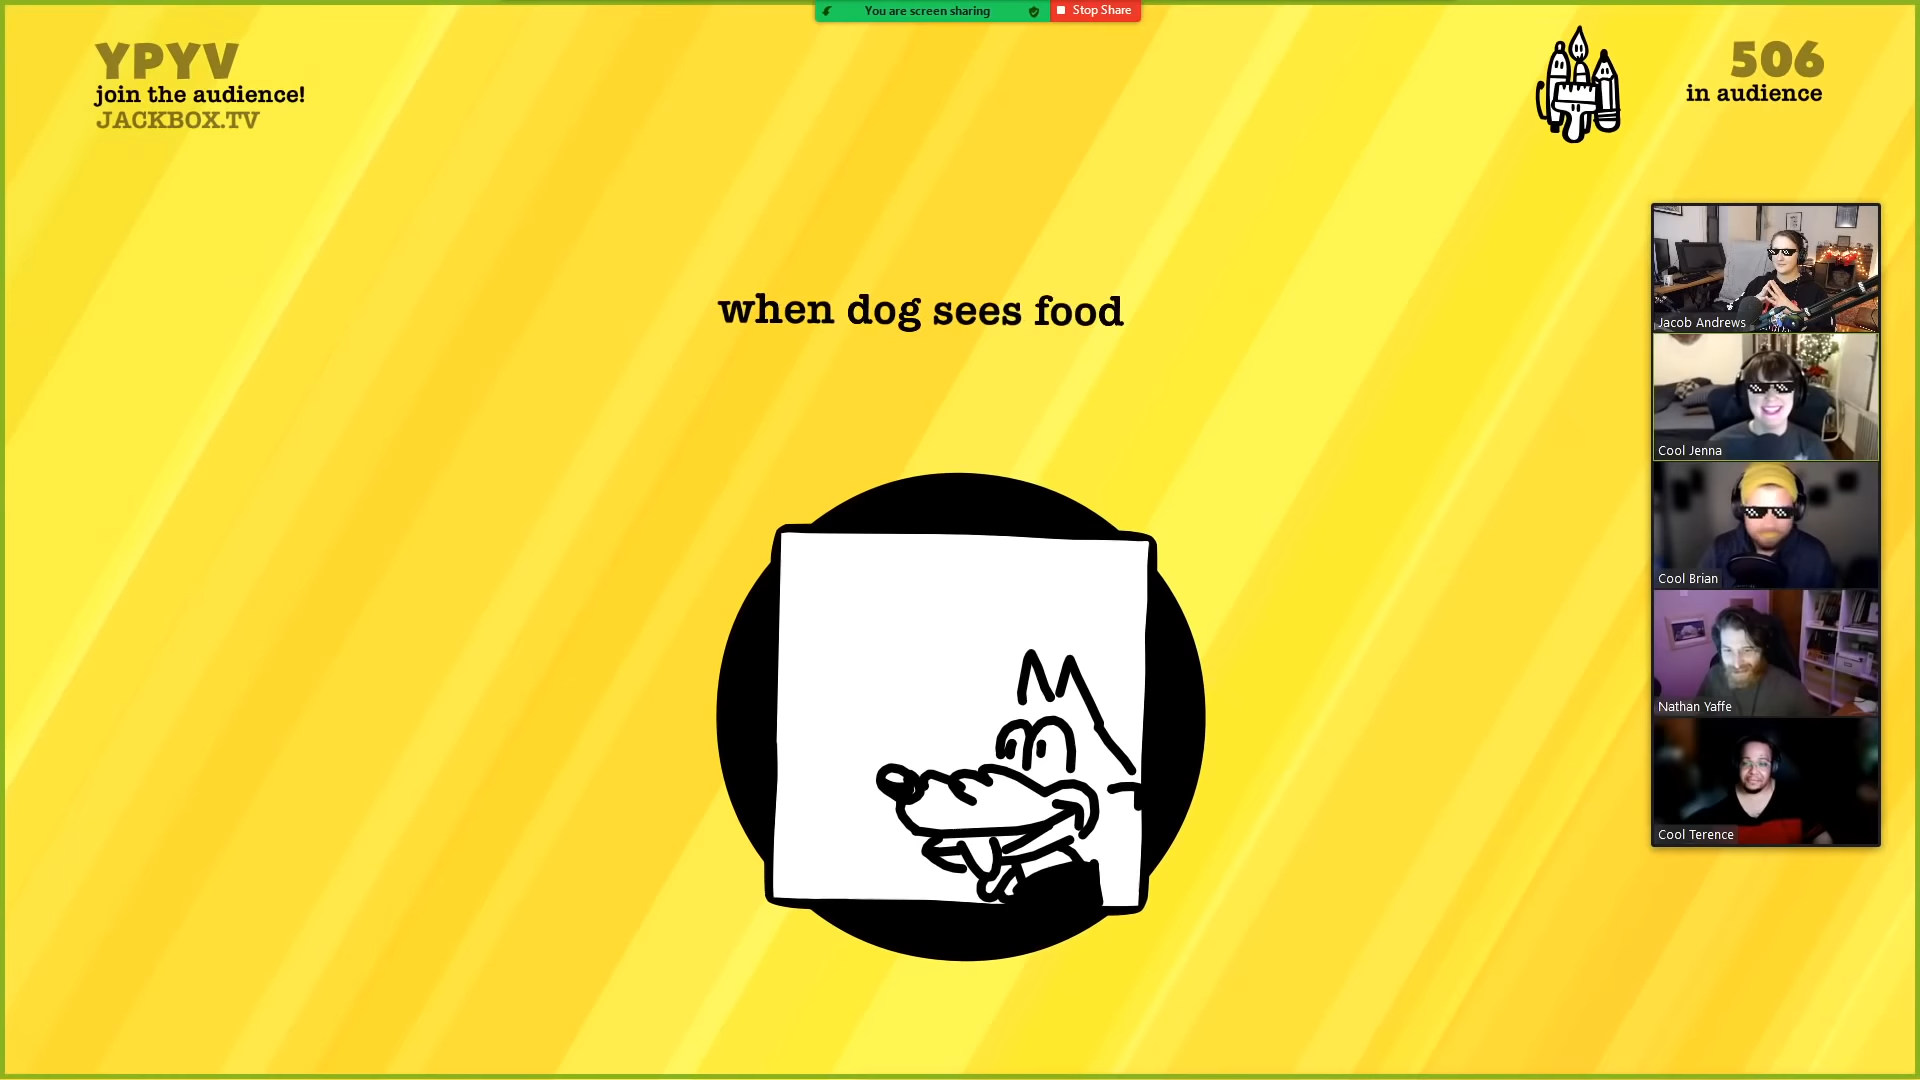 You are screen sharing
Stop Share
YPYV
join the audience!
JACKBOX.TV
506
in audience
when dog sees food
Jacob Andrews
Cool Jenna
Cool Brian
Nathan Yaffe
Cool Terence